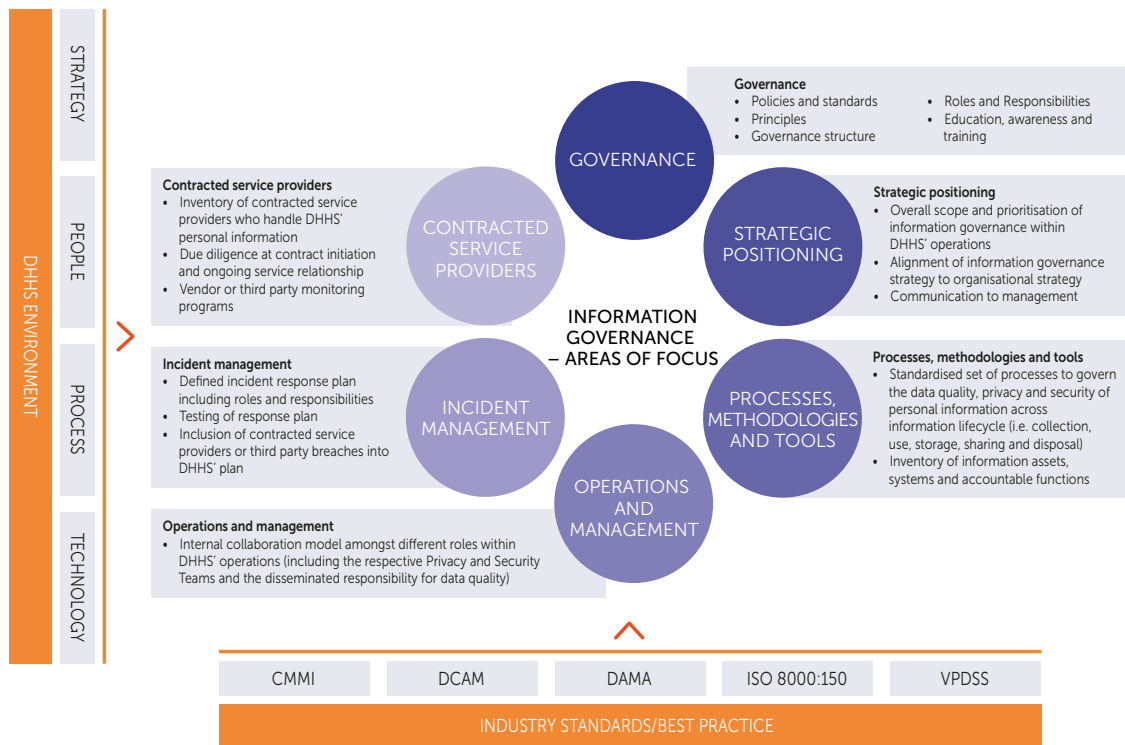 DHHS ENVIRONMENT
STRATEGY
PEOPLE
PROCESS
TECHNOLOGY
GOVERNANCE
Governance
• Policies and standards
• Principles
• Governance structure
• Roles and Responsibilities
• Education, awareness and
training
STRATEGIC
POSITIONING
Strategic positioning
• Overall scope and prioritisation of
information governance within
DHHS’ operations
• Alignment of information governance
strategy to organisational strategy
• Communication to management
PROCESSES,
METHODOLOGIES
AND TOOLS
Processes, methodologies and tools
• Standardised set of processes to govern
the data quality, privacy and security of
personal information across
information lifecycle (i.e. collection,
use, storage, sharing and disposal)
• Inventory of information assets,
systems and accountable functions
OPERATIONS
AND
MANAGEMENT
Operations and management
• Internal collaboration model amongst different roles within
DHHS’ operations (including the respective Privacy and Security
Teams and the disseminated responsibility for data quality)
INCIDENT
MANAGEMENT
Incident management
• Defined incident response plan
including roles and responsibilities
• Testing of response plan
• Inclusion of contracted service
providers or third party breaches into
DHHS’ plan
CONTRACTED
SERVICE
PROVIDERS
Contracted service providers
• Inventory of contracted service
providers who handle DHHS’
personal information
• Due diligence at contract initiation
and ongoing service relationship
• Vendor or third party monitoring
programs
INFORMATION
GOVERNANCE
– AREAS OF FOCUS
CMMI
DCAM
DAMA
ISO 8000:150
VPDSS
INDUSTRY STANDARDS/BEST PRACTICE